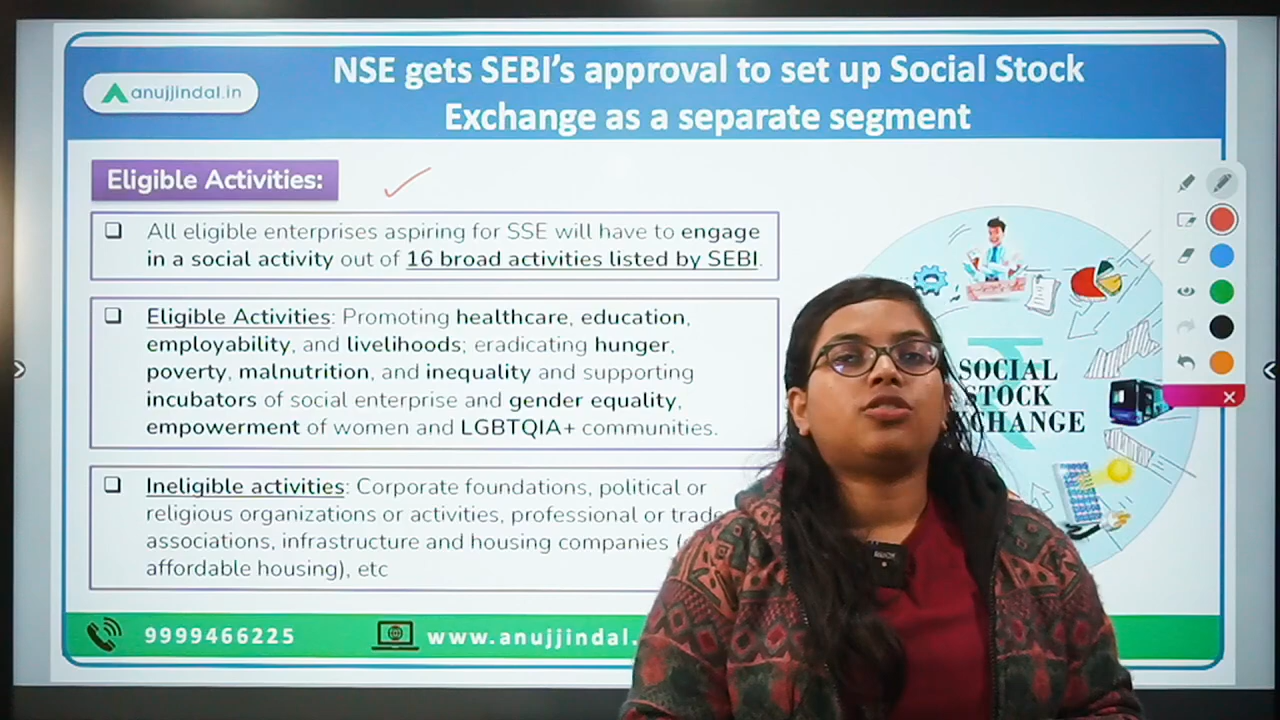 NSE gets SEBI's approval to set up Social Stock
Exchange as a separate segment
anujjindal.in
Eligible Activities:
All eligible enterprises aspiring for SSE will have to engage
in a social activity out of 16 broad activities listed by SEBI.
Eligible Activities: Promoting healthcare, education,
employability, and livelihoods; eradicating hunger,
poverty, malnutrition, and inequality and supporting
incubators of social enterprise and gender equality,
empowerment of women and LGBTQIA+ communities.
Ineligible activities: Corporate foundations, political or
religious organizations or activities, professional or trade
associations, infrastructure and housing companies
affordable housing), etc
SOCIAL
STOCK
EXCHANGE
9999466225
www.anujjindal.